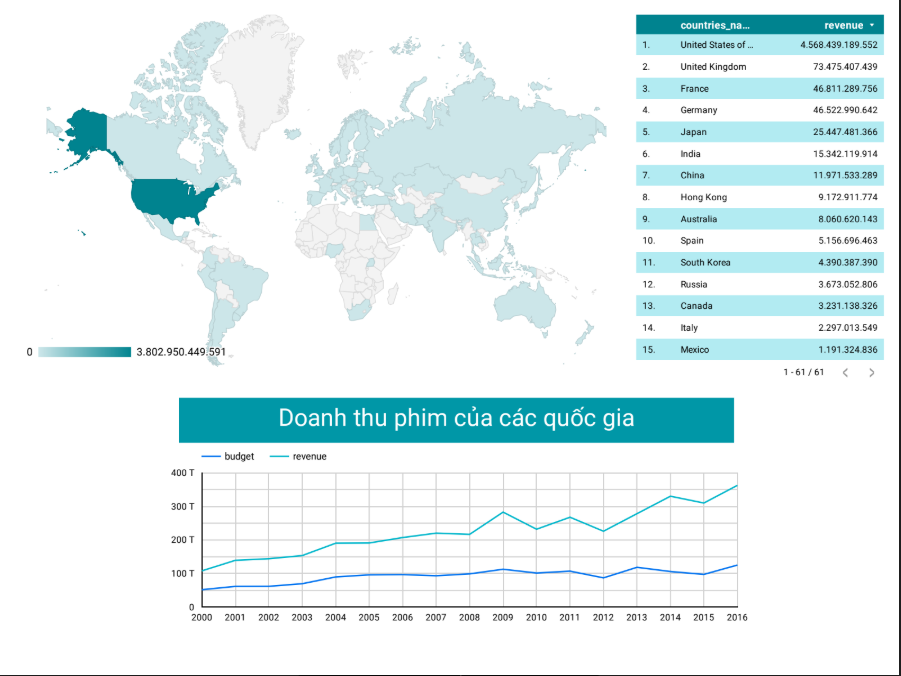 countries_na... revenue
1. United States of ... 4.568.439.189.552
2. United Kingdom 73.475.407.439
3. France 46.811.289.756
4. Germany 46.522.990.642
5. Japan 25.447.481.366
6. India 15.342.119.914
7. China 11.971.533.289
8. Hong Kong 9.172.911.774
9. Australia 8.060.620.143
10. Spain 5.156.696.463
11. South Korea 4.390.387.390
12. Russia 3.673.052.806
13. Canada 3.231.138.326
14. Italy 2.297.013.549
15. Mexico 1.191.324.836
1 - 61 / 61
0 3.802.950.449.591
Doanh thu phim của các quốc gia
budget revenue
400 T
300 T
200 T
100 T
0
2000 2001 2002 2003 2004 2005 2006 2007 2008 2009 2010 2011 2012 2013 2014 2015 2016